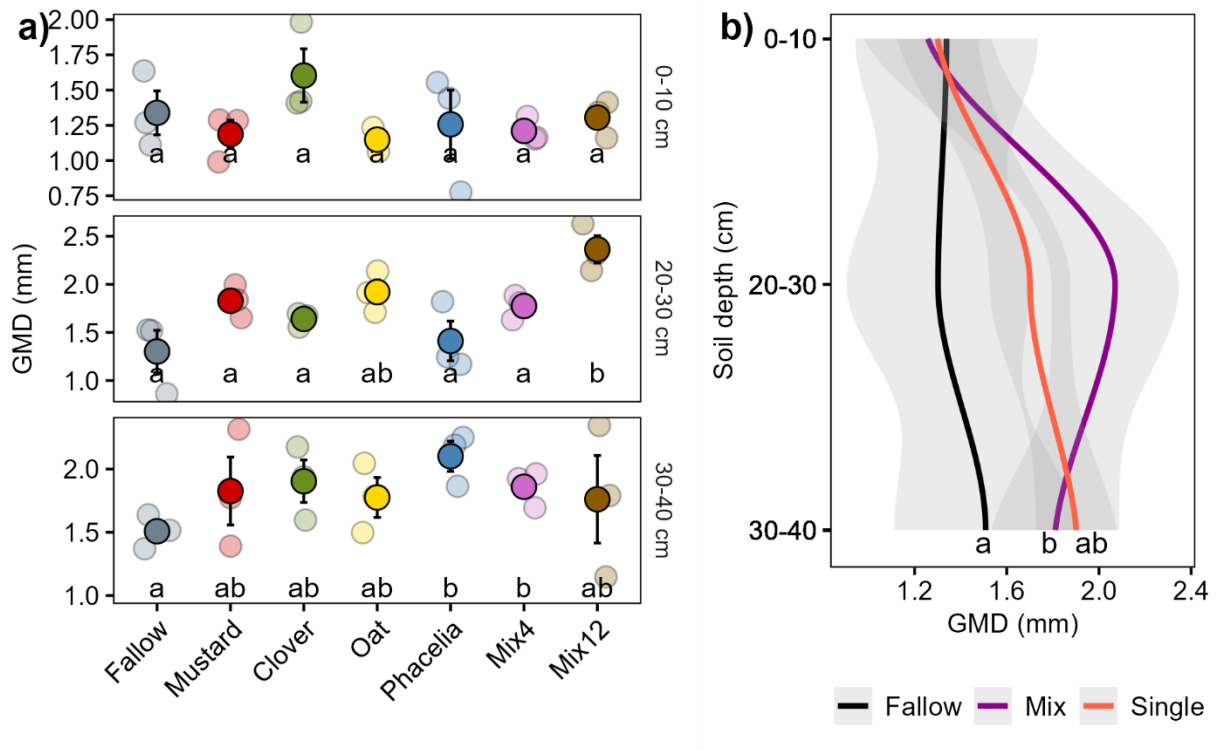 a)
GMD (mm)
2.00
1.75
1.50
1.25
1.00
0.75
a a a a a a a
0-10 cm
2.5
2.0
1.5
1.0
a a a ab a a b
20-30 cm
2.0
1.5
1.0
a ab ab ab b b ab
30-40 cm
Fallow Mustard Clover Oat Phacelia Mix4 Mix12
b)
Soil depth (cm)
0-10
20-30
30-40
a b ab
1.2 1.6 2.0 2.4
GMD (mm)
Fallow Mix Single